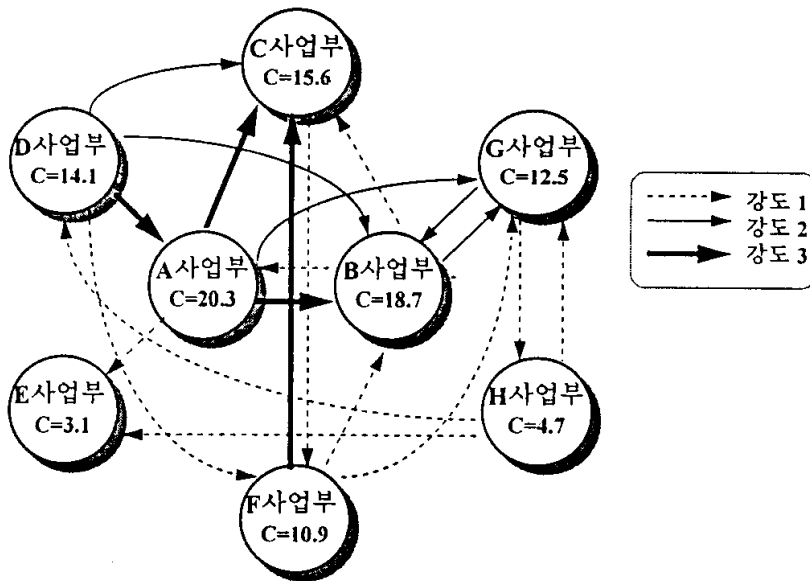 C사업부
C=15.6
D사업부
C=14.1
G사업부
C=12.5
강도 1
강도 2
강도 3
A사업부
C=20.3
B사업부
C=18.7
E사업부
C=3.1
H사업부
C=4.7
F사업부
C=10.9